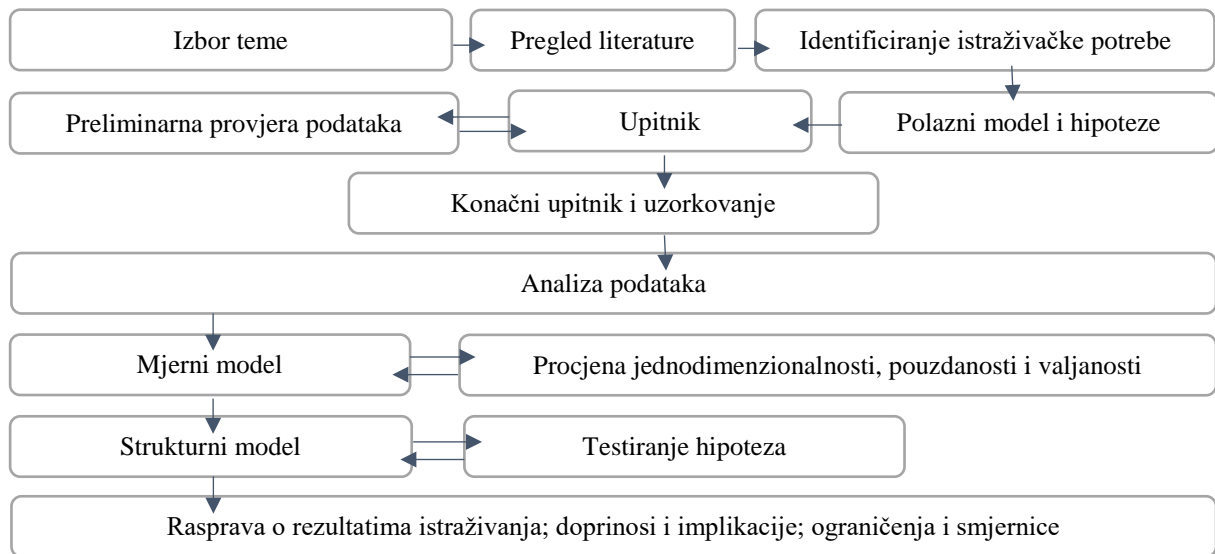 Izbor teme
Pregled literature
Identificiranje istraživačke potrebe
Preliminarna provjera podataka
Upitnik
Polazni model i hipoteze
Konačni upitnik i uzorkovanje
Analiza podataka
Mjerni model
Procjena jednodimenzionalnosti, pouzdanosti i valjanosti
Strukturni model
Testiranje hipoteza
Rasprava o rezultatima istraživanja; doprinosi i implikacije; ograničenja i smjernice